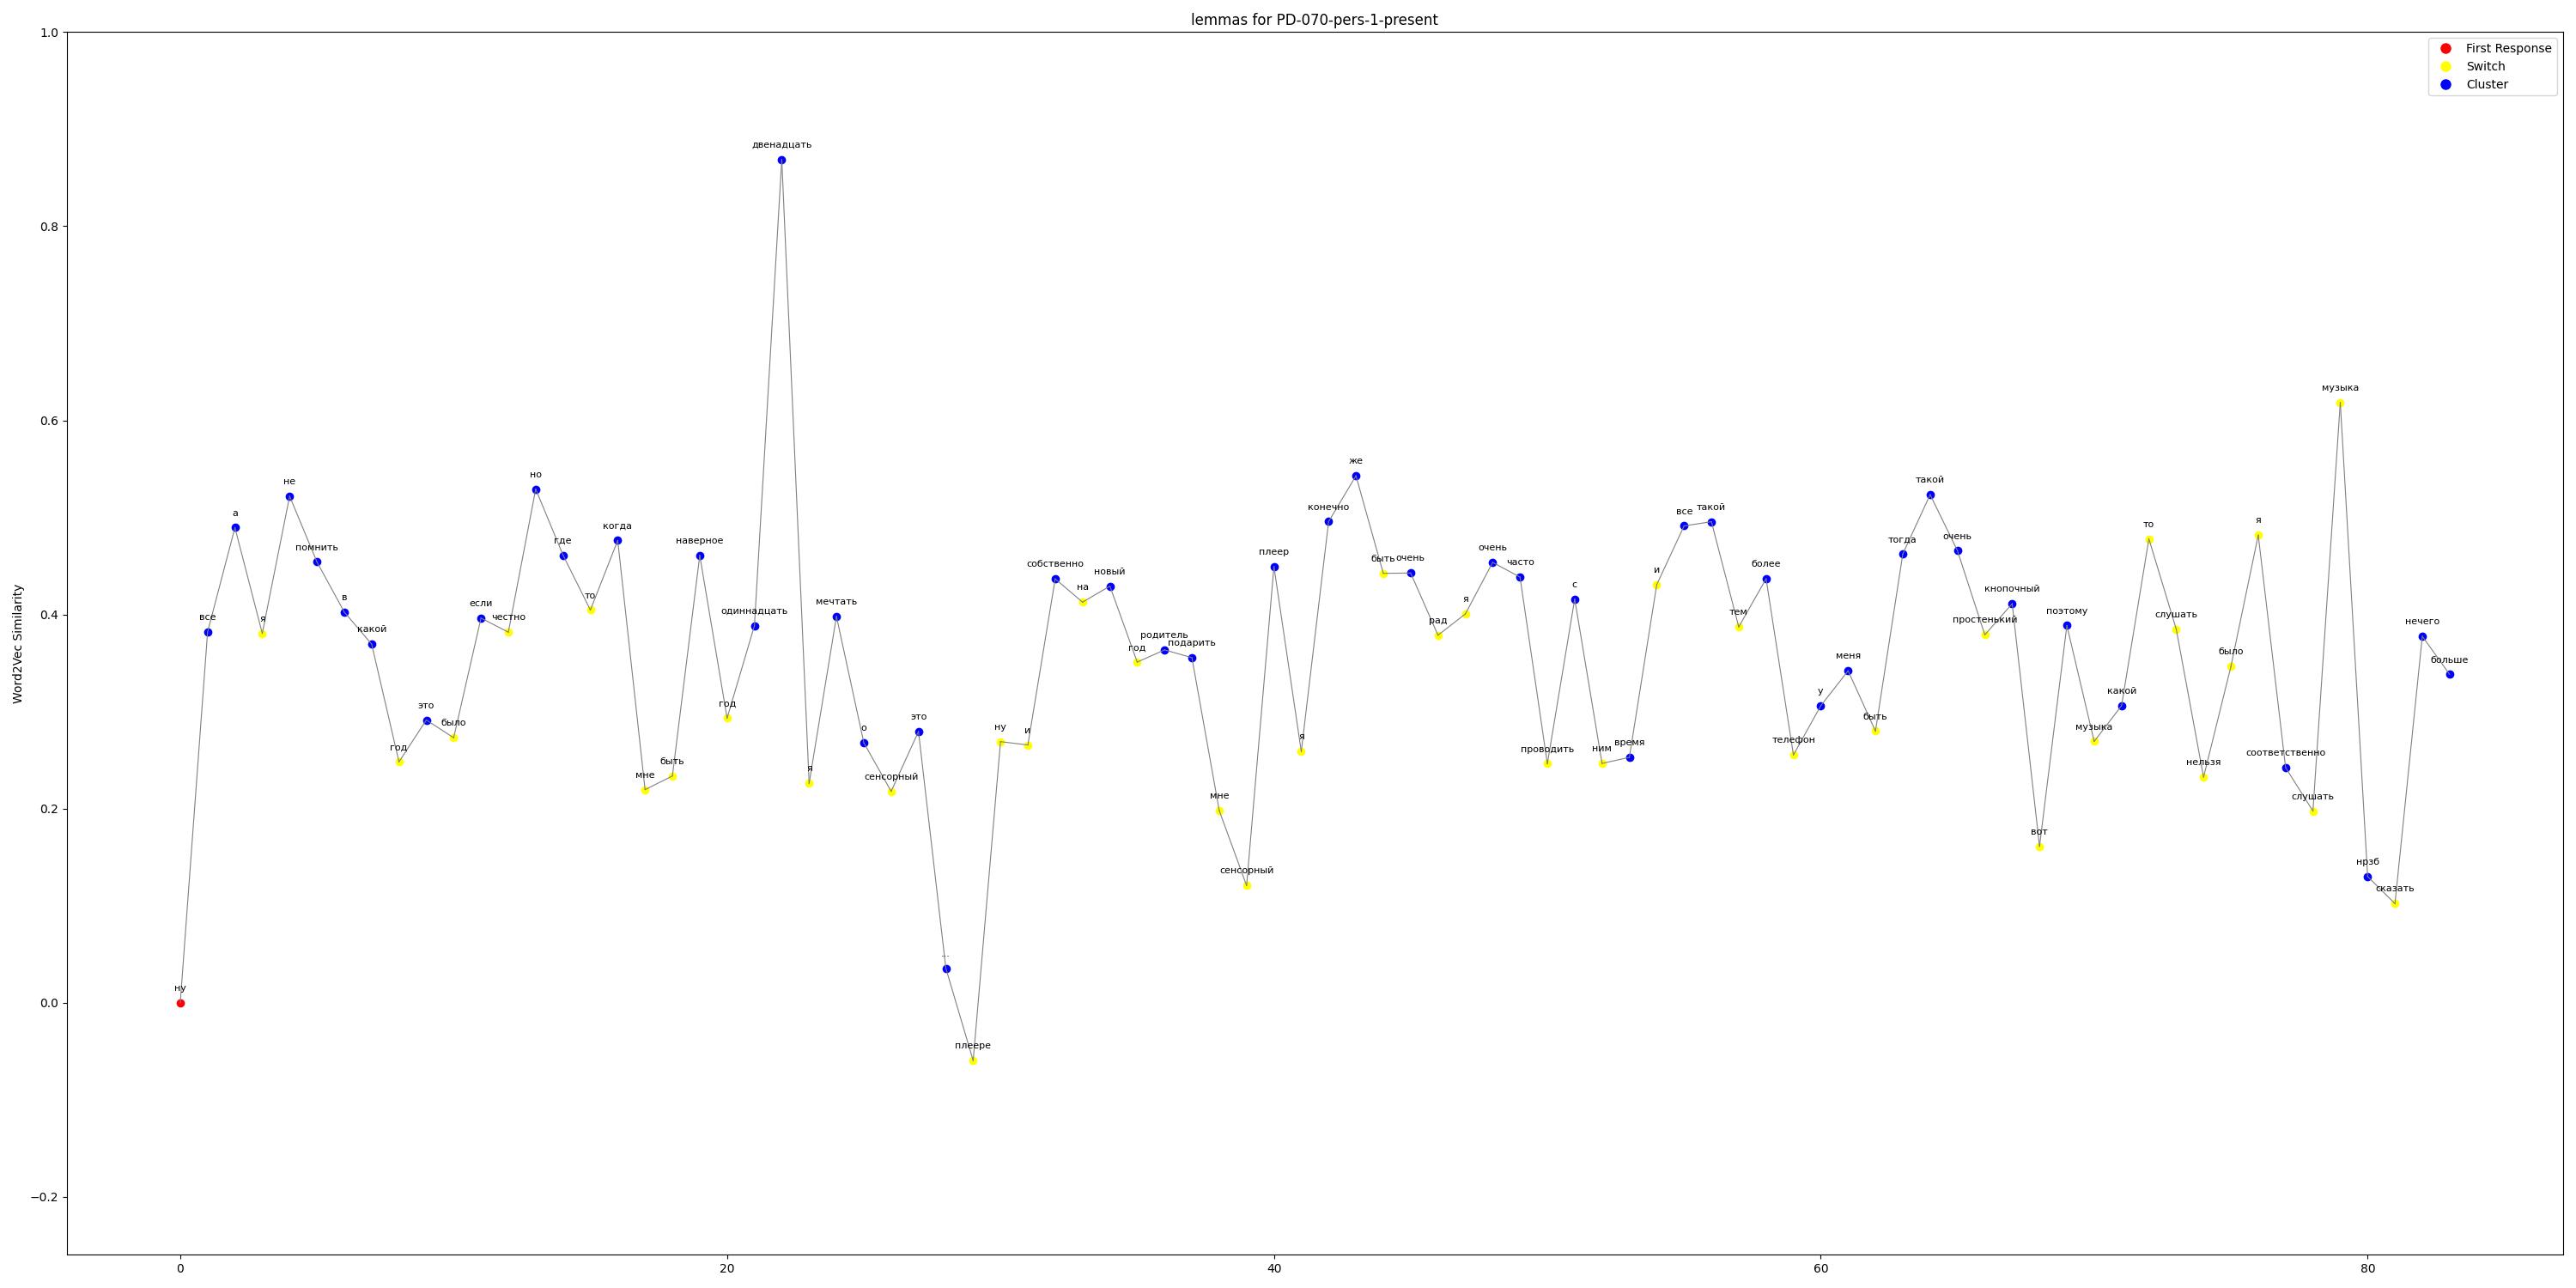 lemmas for PD-070-pers-1-present
First Response
Switch
Cluster
Word2Vec Similarity
1.0
0.8
0.6
0.4
0.2
0.0
−0.2
ну
все
а
я
не
помнить
в
какой
год
это
было
если
честно
но
где
то
когда
мне
быть
наверное
год
одиннадцать
двенадцать
я
мечтать
о
сенсорный
это
...
плеере
ну
и
собственно
на
новый
год
родитель
подарить
мне
сенсорный
плеер
я
конечно
же
быть
очень
рад
я
очень
часто
проводить
с
ним
время
и
все
такой
тем
более
телефон
у
меня
быть
тогда
такой
очень
простенький
кнопочный
вот
поэтому
музыка
какой
то
слушать
нельзя
было
я
соответственно
слушать
музыка
нрзб
сказать
нечего
больше
0
20
40
60
80